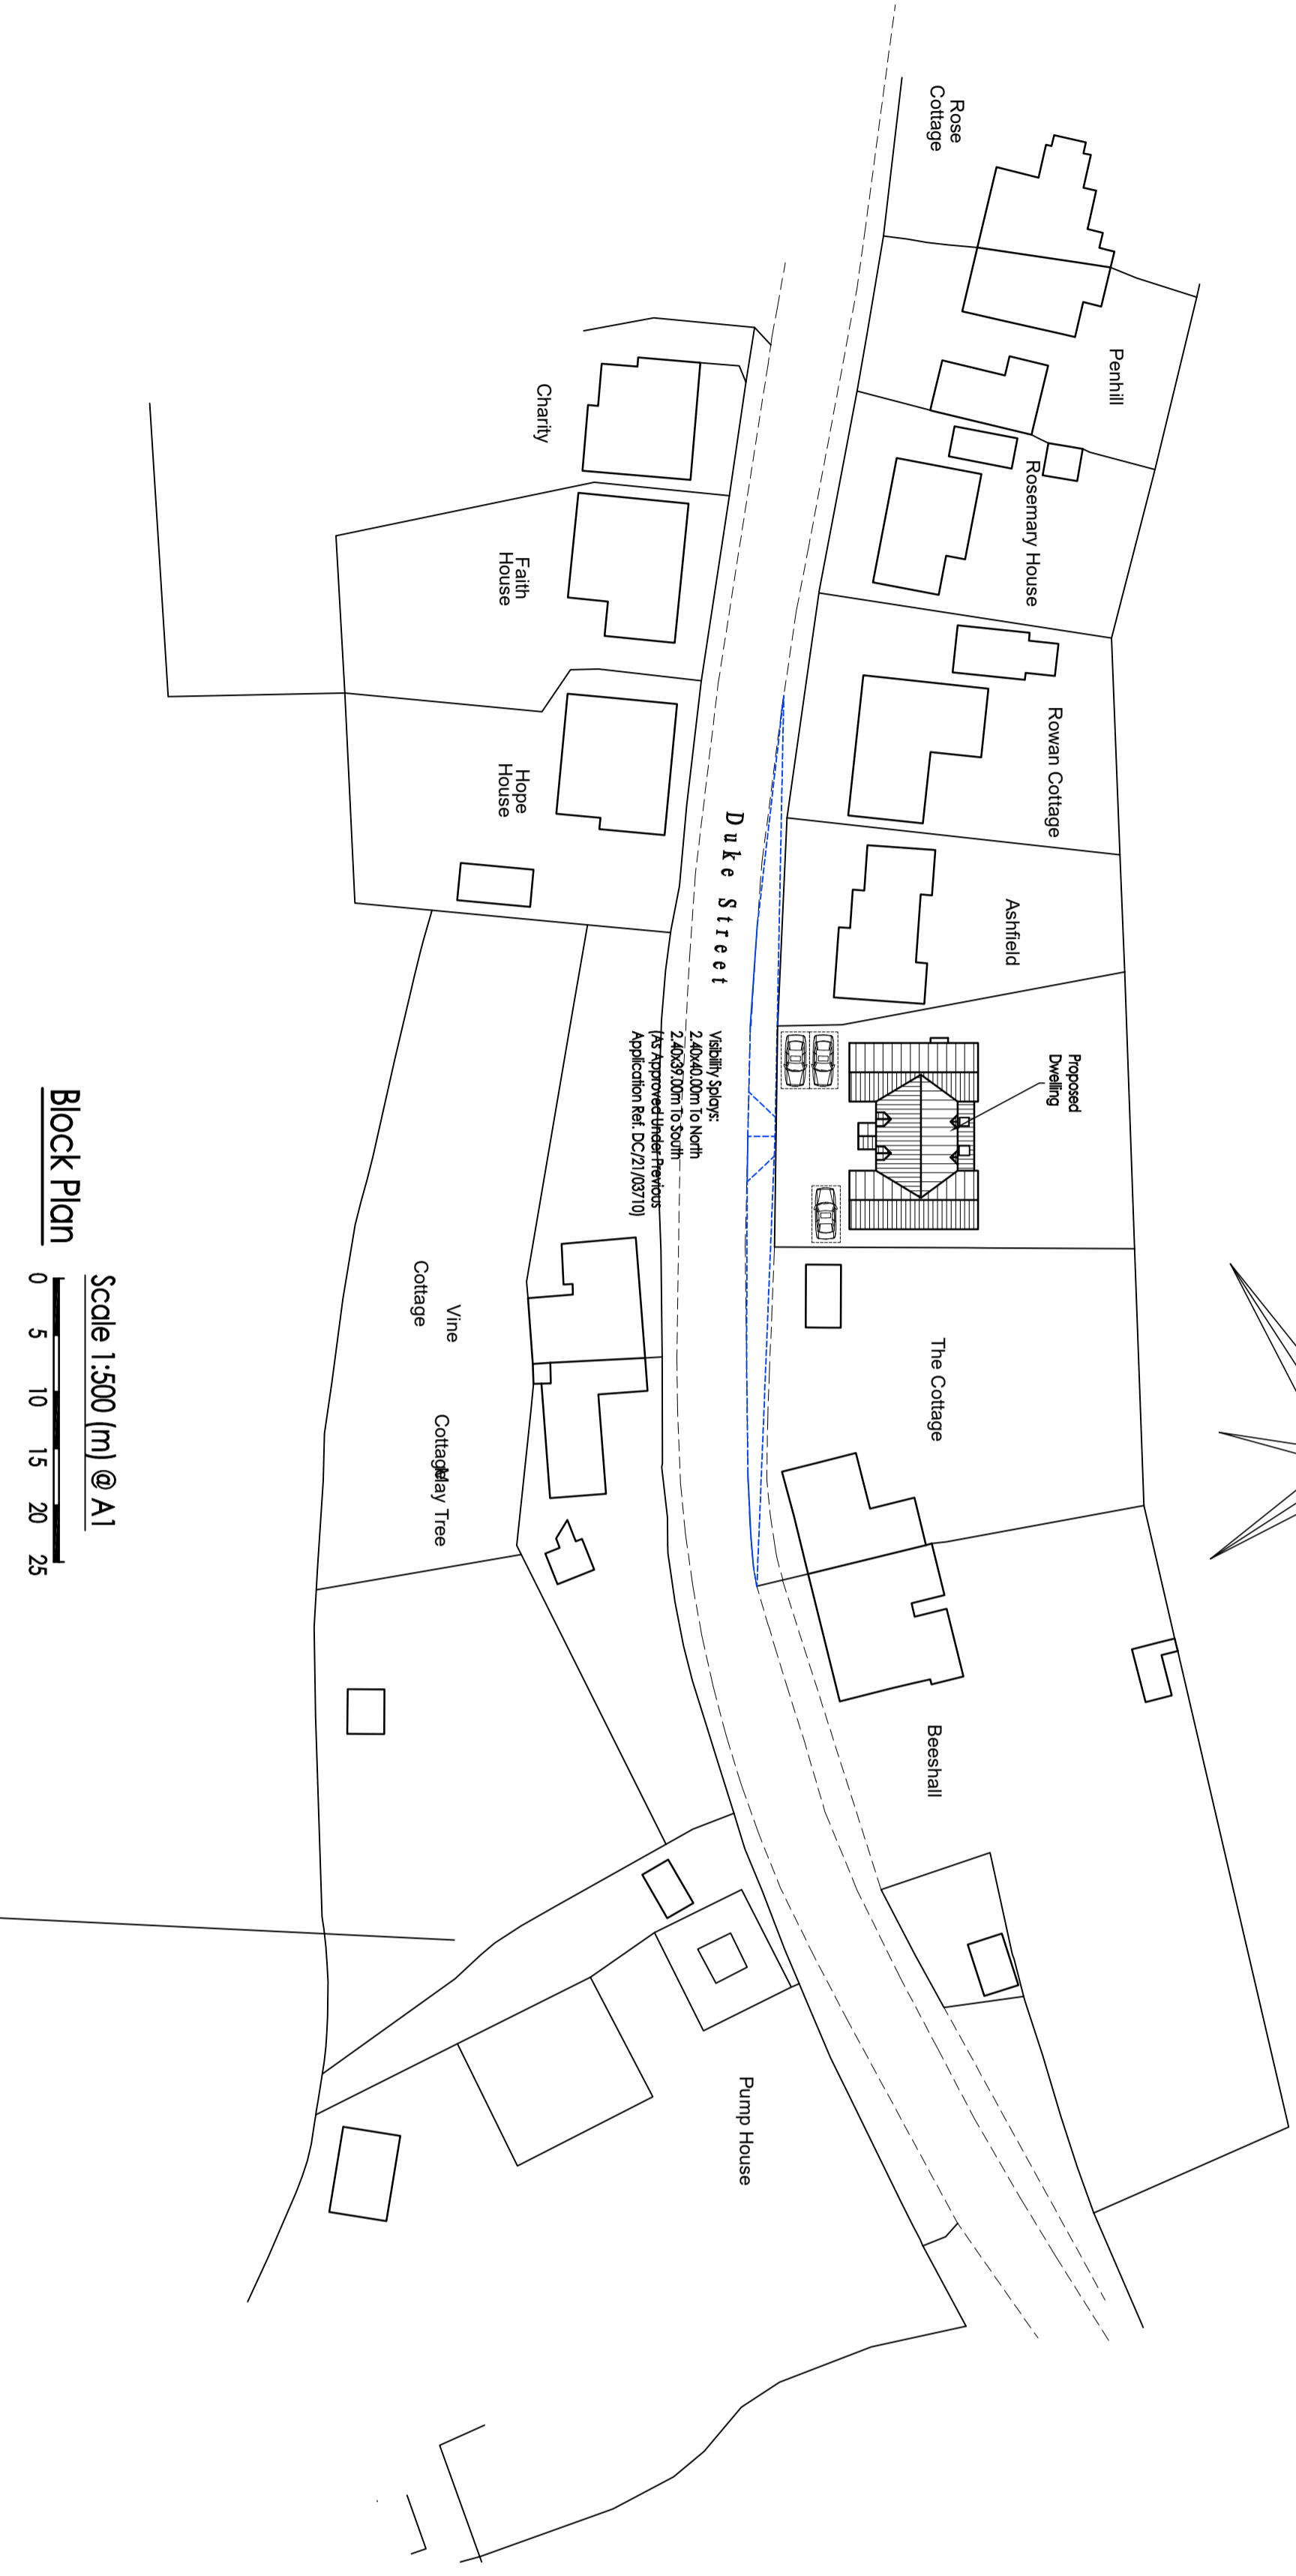 Rose
Cottage
Penhill
Rosemary House
Rowan Cottage
Ashfield
Proposed
Dwelling
The Cottage
Beeshall
Charity
Faith
House
Hope
House
Duke Street
Visibility Splays:
2.40x40.00m To North
2.40x39.00m To South
(As Approved Under Previous
Application Ref. DC/21/03710)
Vine
Cottage
May Tree
Cottage
Pump House
Block Plan
Scale 1:500 (m) @ A1
0 5 10 15 20 25